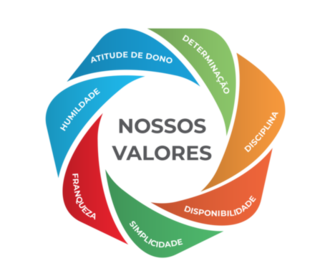 NOSSOS
VALORES
ATITUDE DE DONO
DETERMINAÇÃO
DISCIPLINA
DISPONIBILIDADE
SIMPLICIDADE
FRANQUEZA
HUMILDADE